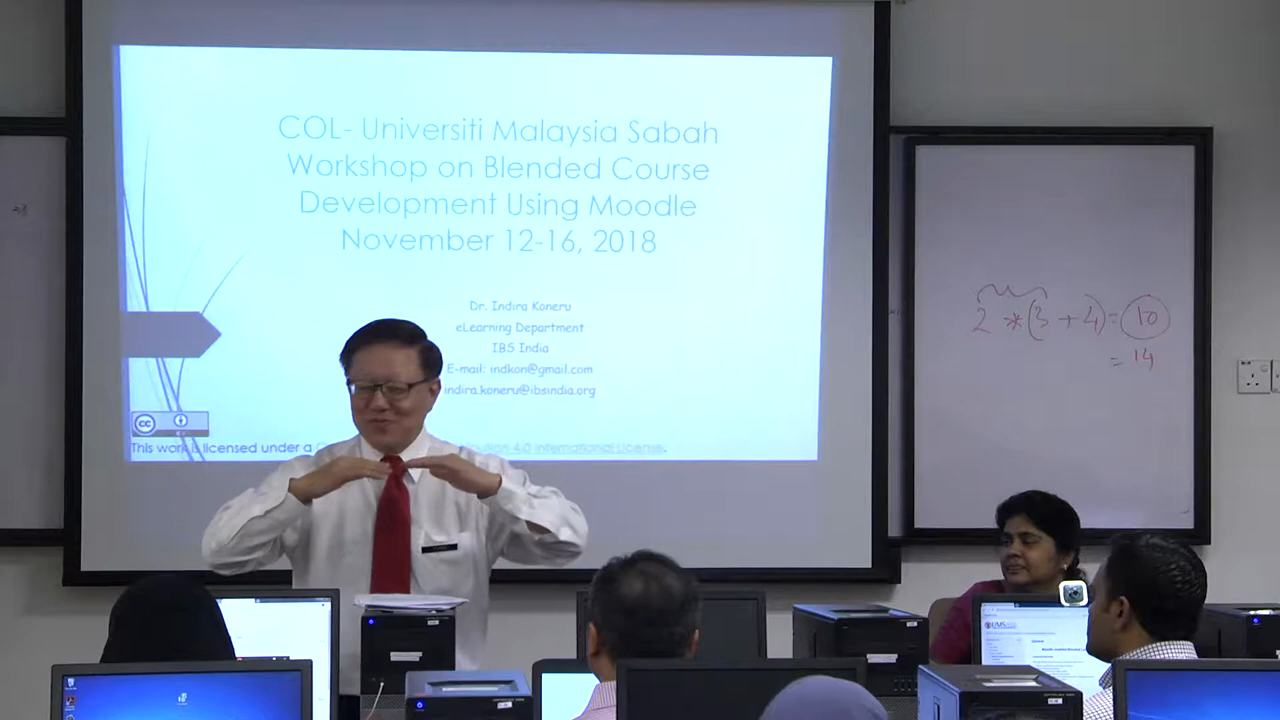 COL- Universiti Malaysia Sabah
Workshop on Blended Course
Development Using Moodle
November 12-16, 2018
Dr. Indira Koneru
eLearning Department
IBS India
E-mail: indkon@gmail.com
indira.koneru@ibsindia.org
cc
This work is licensed under a
4.0 International License.
2 * (3 + 4) = 10
= 14
UMS